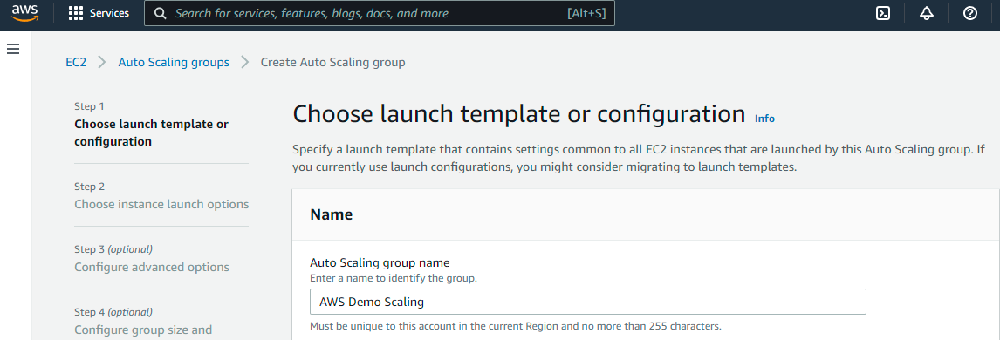 aws
Services
Search for services, features, blogs, docs, and more
[Alt+S]
EC2
Auto Scaling groups
Create Auto Scaling group
Step 1
Choose launch template or
configuration
Step 2
Choose instance launch options
Step 3 (optional)
Configure advanced options
Step 4 (optional)
Configure group size and
Choose launch template or configuration Info
Specify a launch template that contains settings common to all EC2 instances that are launched by this Auto Scaling group. If
you currently use launch configurations, you might consider migrating to launch templates.
Name
Auto Scaling group name
Enter a name to identify the group.
AWS Demo Scaling
Must be unique to this account in the current Region and no more than 255 characters.